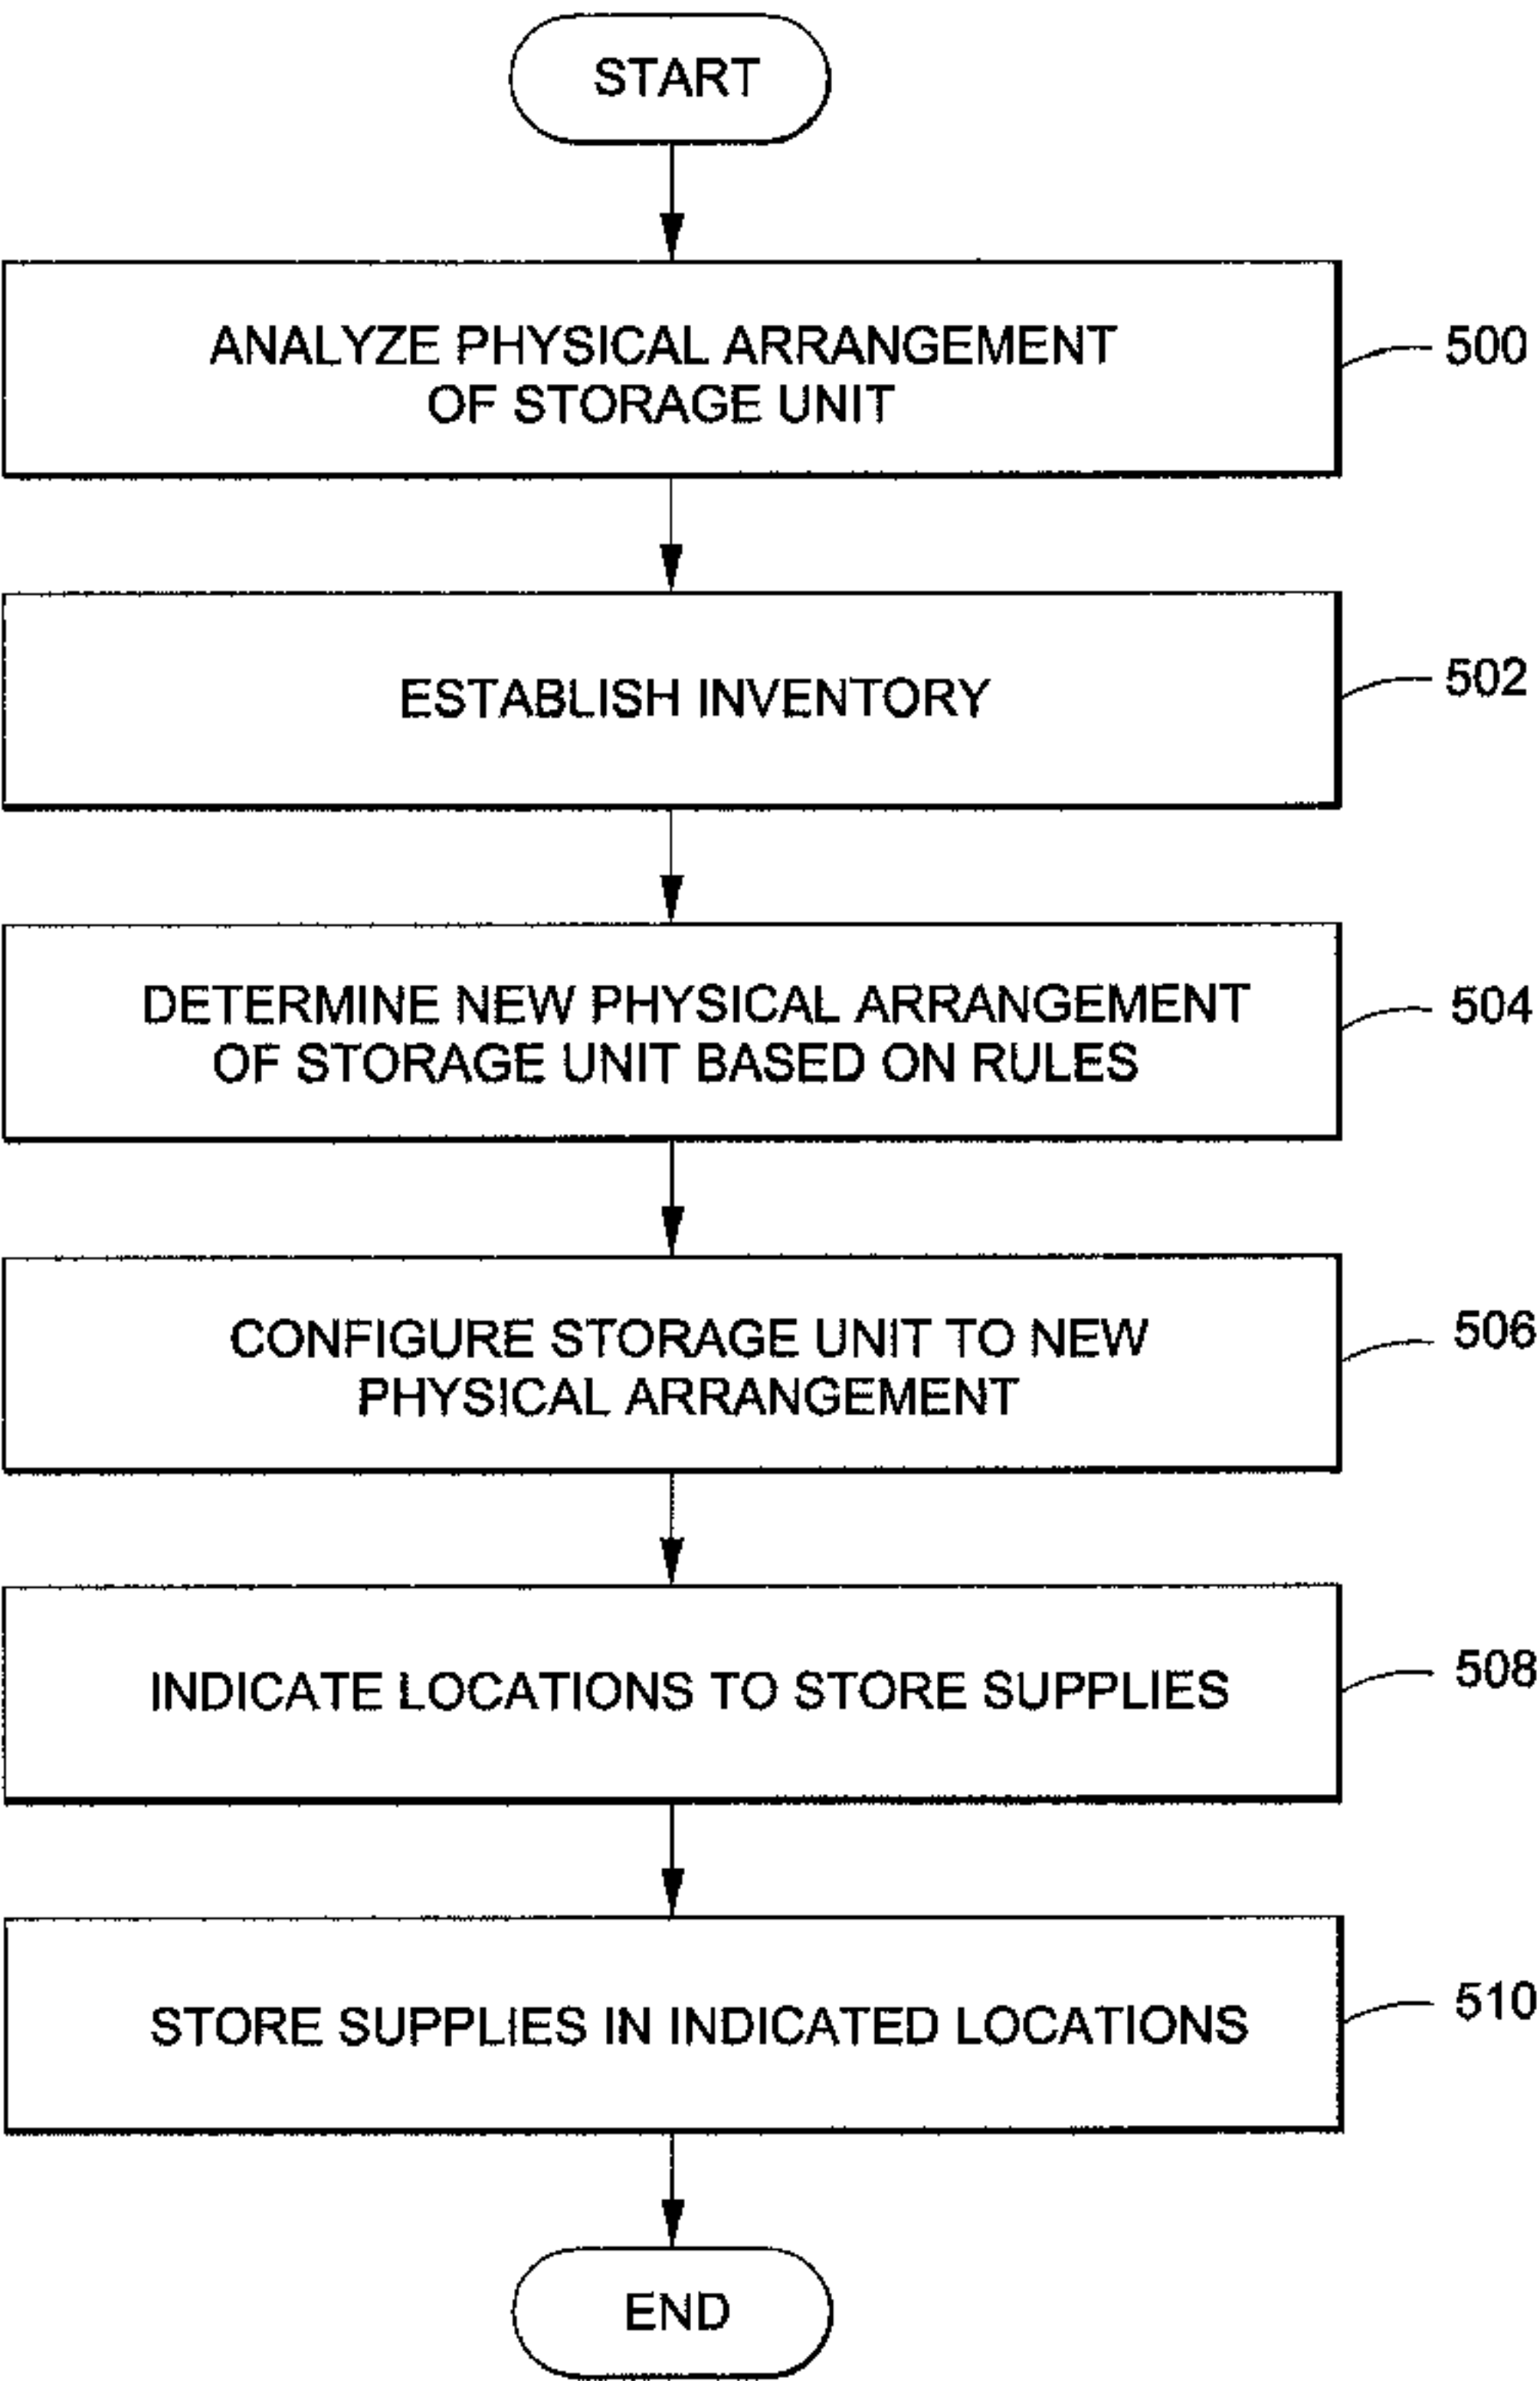 START
ANALYZE PHYSICAL ARRANGEMENT
OF STORAGE UNIT
500
ESTABLISH INVENTORY
502
DETERMINE NEW PHYSICAL ARRANGEMENT
OF STORAGE UNIT BASED ON RULES
504
CONFIGURE STORAGE UNIT TO NEW
PHYSICAL ARRANGEMENT
506
INDICATE LOCATIONS TO STORE SUPPLIES
508
STORE SUPPLIES IN INDICATED LOCATIONS
510
END